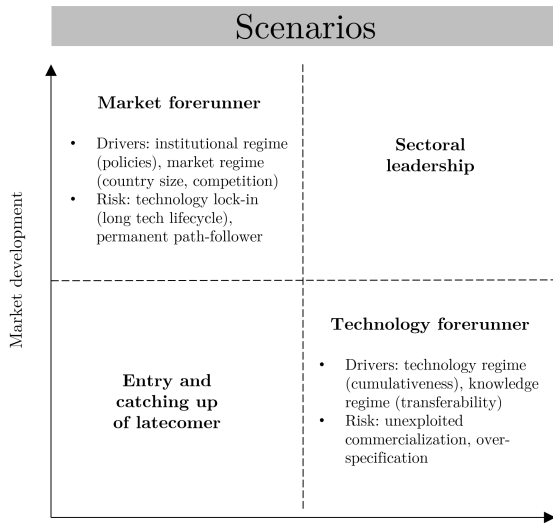 Scenarios
Market forerunner
• Drivers: institutional regime
(policies), market regime
(country size, competition)
• Risk: technology lock-in
(long tech lifecycle),
permanent path-follower
Sectoral
leadership
Market development
Entry and
catching up
of latecomer
Technology forerunner
• Drivers: technology regime
(cumulativeness), knowledge
regime (transferability)
• Risk: unexploited
commercialization, over-
specification